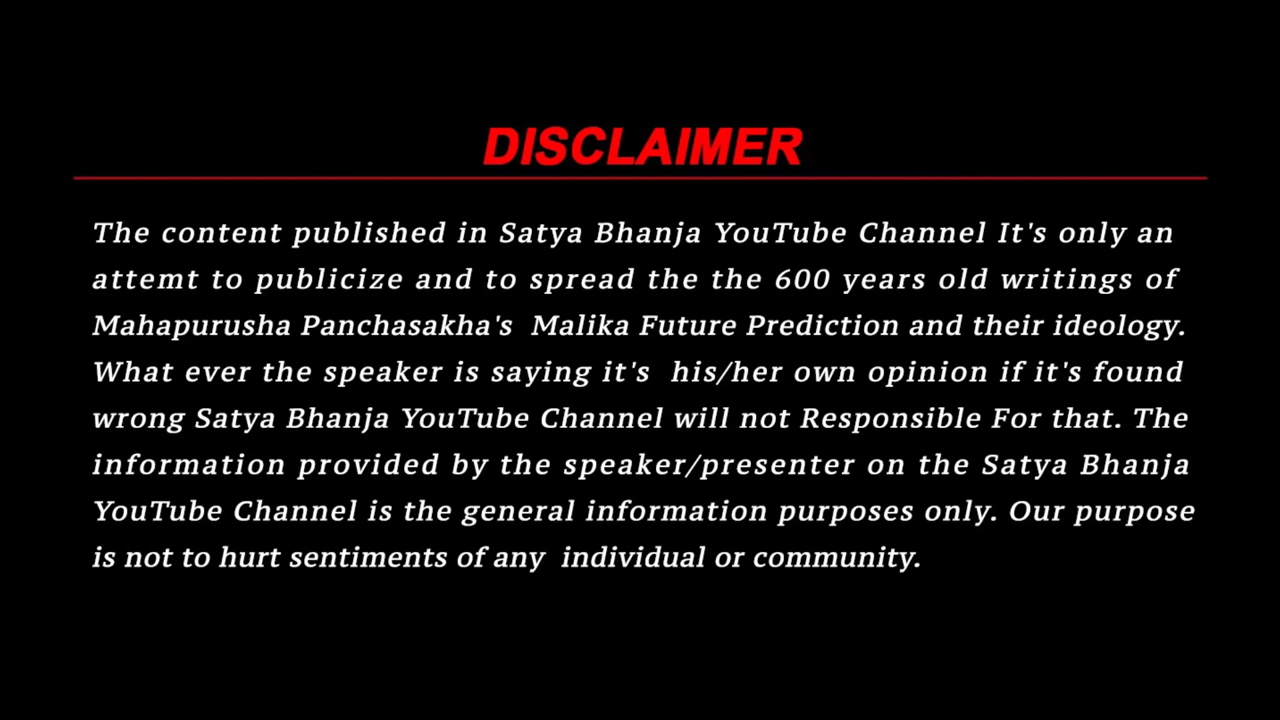 DISCLAIMER
The content published in Satya Bhanja YouTube Channel It's only an
attemt to publicize and to spread the the 600 years old writings of
Mahapurusha Panchasakha's Malika Future Prediction and their ideology.
What ever the speaker is saying it's his/her own opinion if it's found
wrong Satya Bhanja YouTube Channel will not Responsible For that. The
information provided by the speaker/presenter on the Satya Bhanja
YouTube Channel is the general information purposes only. Our purpose
is not to hurt sentiments of any individual or community.